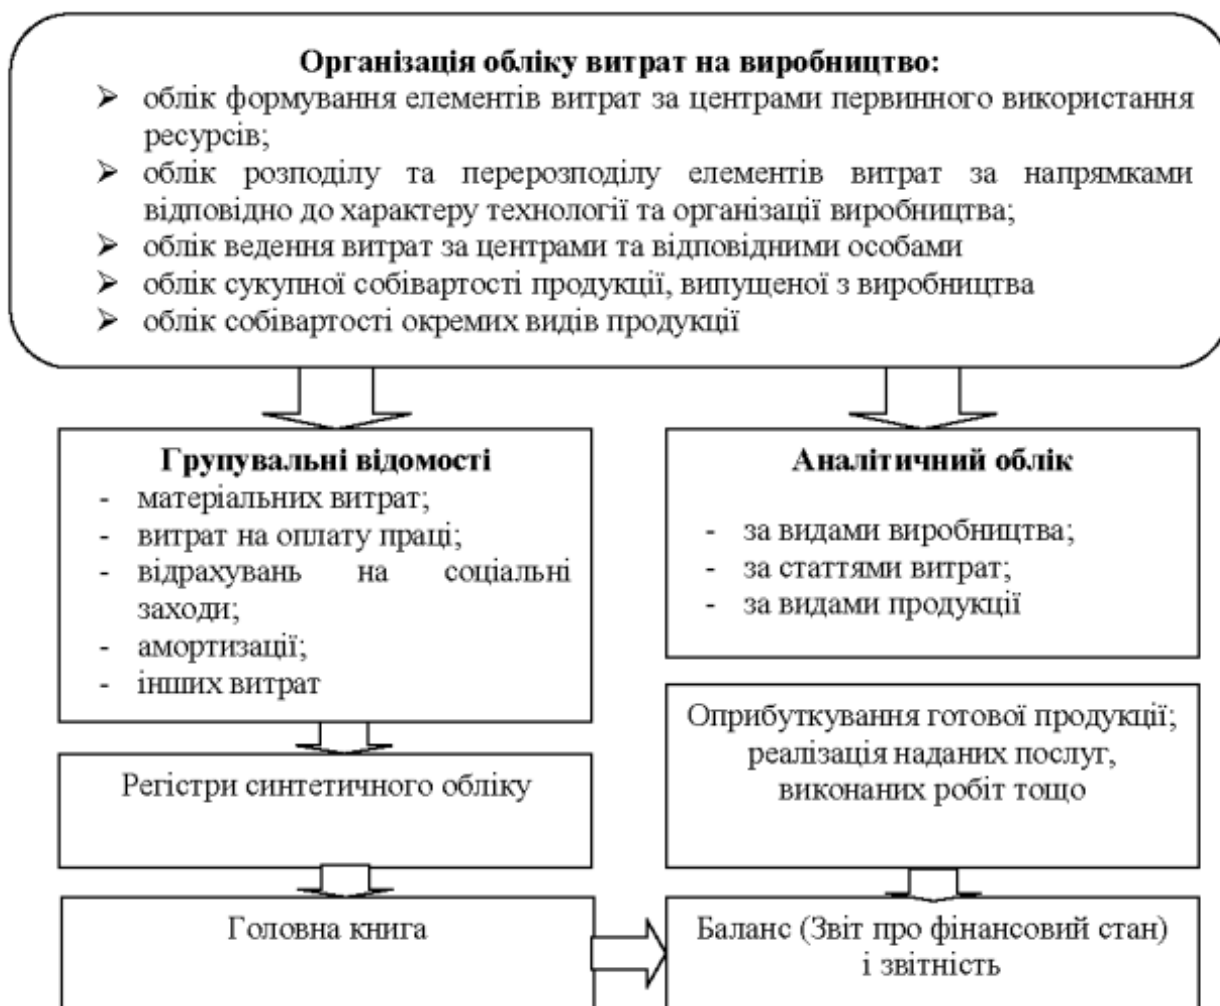 Організація обліку витрат на виробництво:
➢ облік формування елементів витрат за центрами первинного використання
ресурсів;
➢ облік розподілу та перерозподілу елементів витрат за напрямками
відповідно до характеру технології та організації виробництва;
➢ облік ведення витрат за центрами та відповідними особами
➢ облік сукупної собівартості продукції, випущеної з виробництва
➢ облік собівартості окремих видів продукції
Групувальні відомості
- матеріальних витрат;
- витрат на оплату праці;
- відрахувань на соціальні
заходи;
- амортизації;
- інших витрат
Аналітичний облік
- за видами виробництва;
- за статтями витрат;
- за видами продукції
Регістри синтетичного обліку
Оприбуткування готової продукції;
реалізація наданих послуг,
виконаних робіт тощо
Головна книга
Баланс (Звіт про фінансовий стан)
і звітність